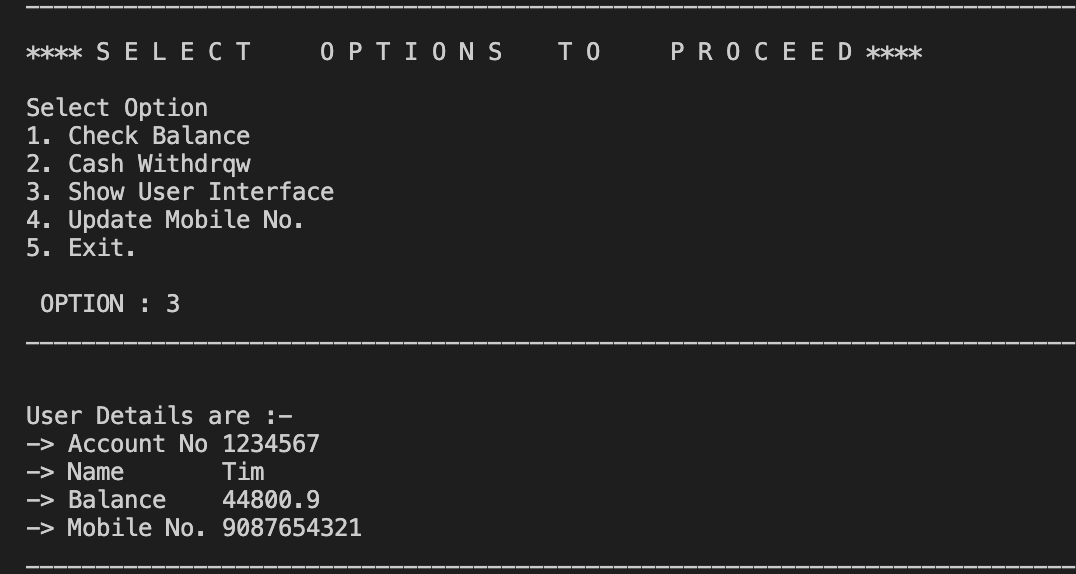 **** S E L E C T    O P T I O N S    T O    P R O C E E D ****
Select Option
1. Check Balance
2. Cash Withdrqw
3. Show User Interface
4. Update Mobile No.
5. Exit.
OPTION : 3
User Details are :-
-> Account No 1234567
-> Name       Tim
-> Balance    44800.9
-> Mobile No. 9087654321